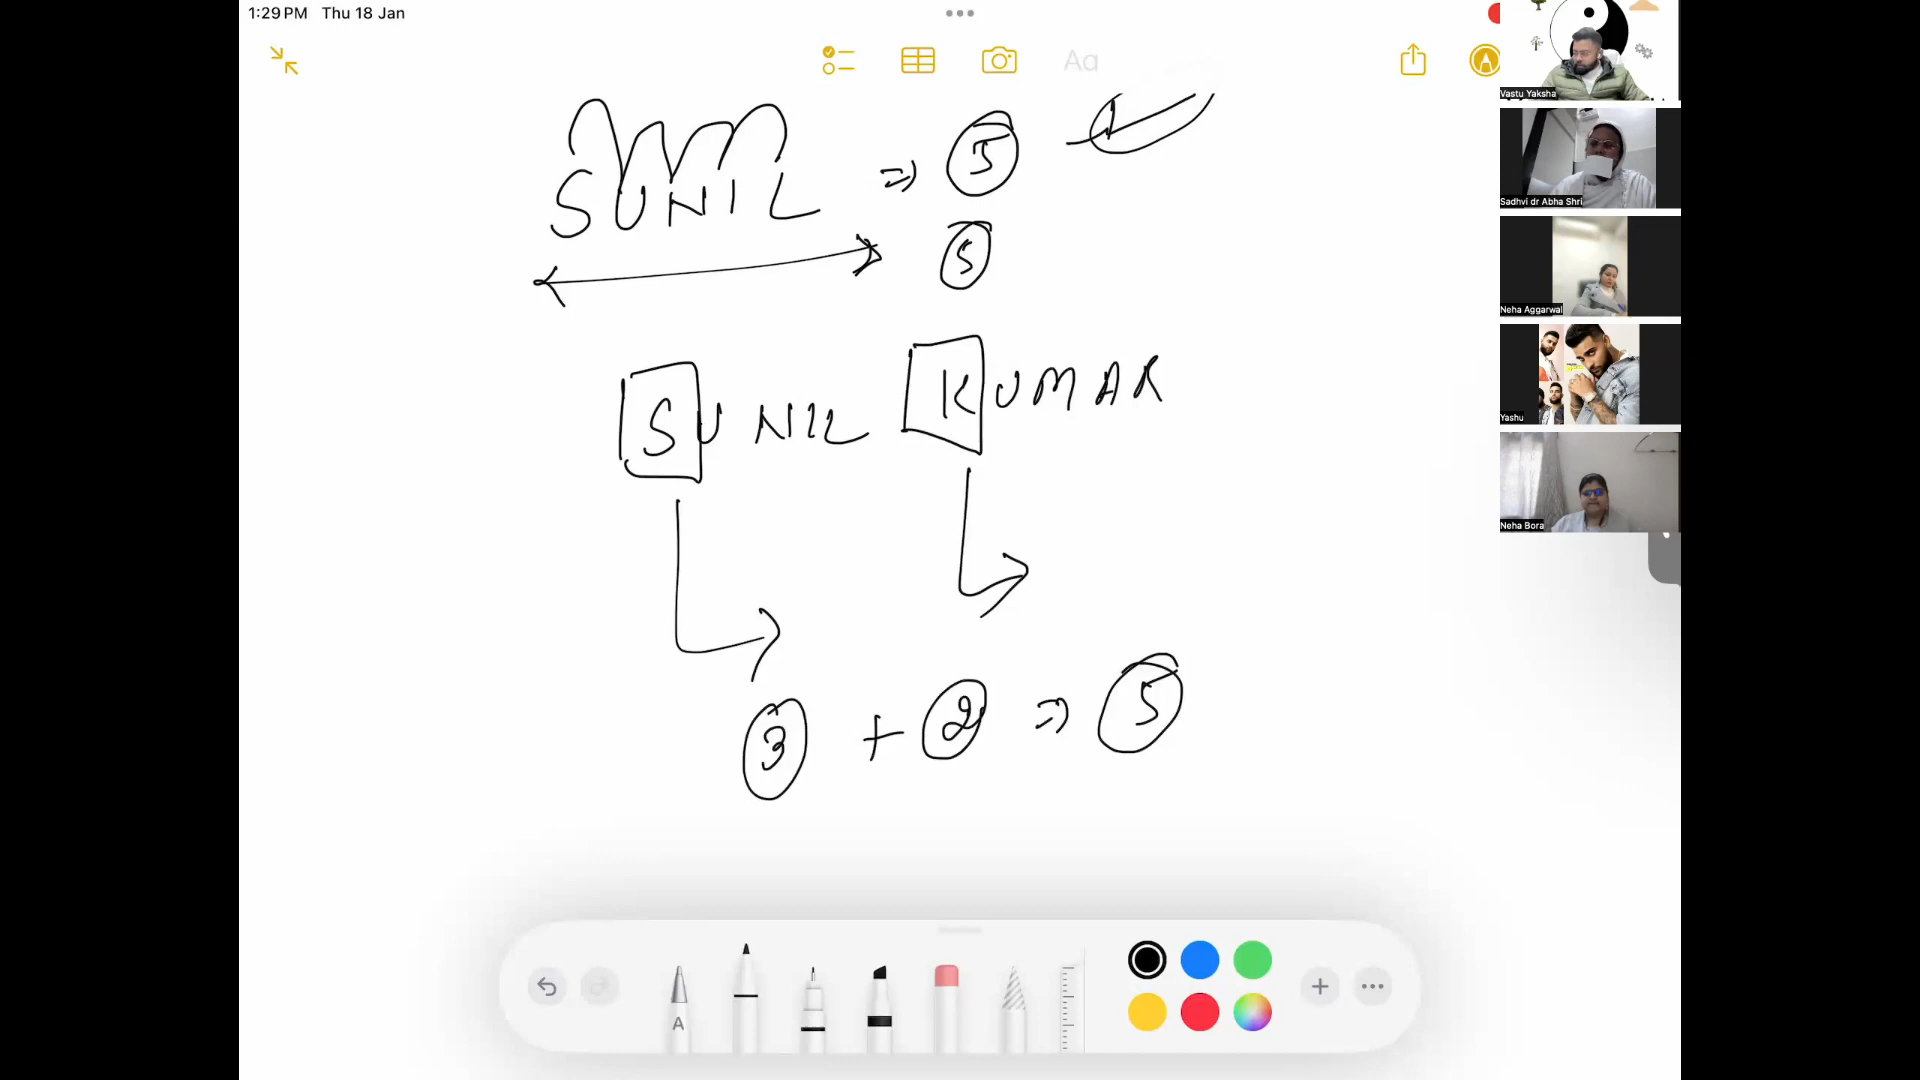 1:29 PM Thu 18 Jan
Aa
SUNIL => 5
5
SUNIL KUMAR
3 + 2 => 5
A
Vastu Yaksha
Sadhvi dr Abha Shri
Neha Aggarwal
Yashu
Neha Bora